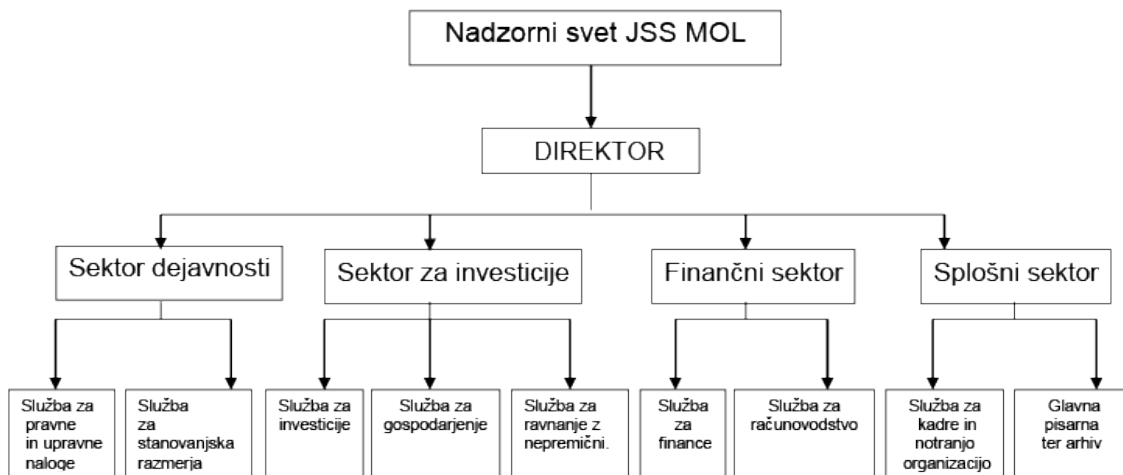 Nadzorni svet JSS MOL
DIREKTOR
Sektor dejavnosti
Sektor za investicije
Finančni sektor
Splošni sektor
Služba za
pravne
in upravne
naloge
Služba
za
stanovanjska
razmerja
Služba za
investicije
Služba za
gospodarjenje
Služba za
ravnanje z
nepremični.
Služba
za
finance
Služba za
računovodstvo
Služba za
kadre in
notranjo
organizacijo
Glavna
pisarna
ter arhiv